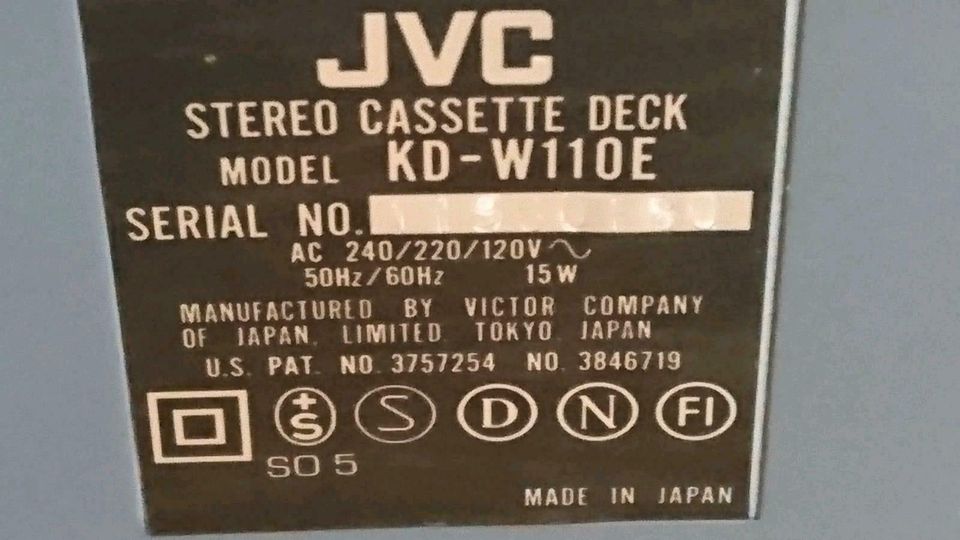 JVC
STEREO CASSETTE DECK
MODEL KD-W110E
SERIAL NO.
AC 240/220/120V
50Hz/60Hz 15W
MANUFACTURED BY VICTOR COMPANY
OF JAPAN, LIMITED TOKYO JAPAN
U.S. PAT. NO. 3757254 NO. 3846719
+S S D N FI
SO 5
MADE IN JAPAN